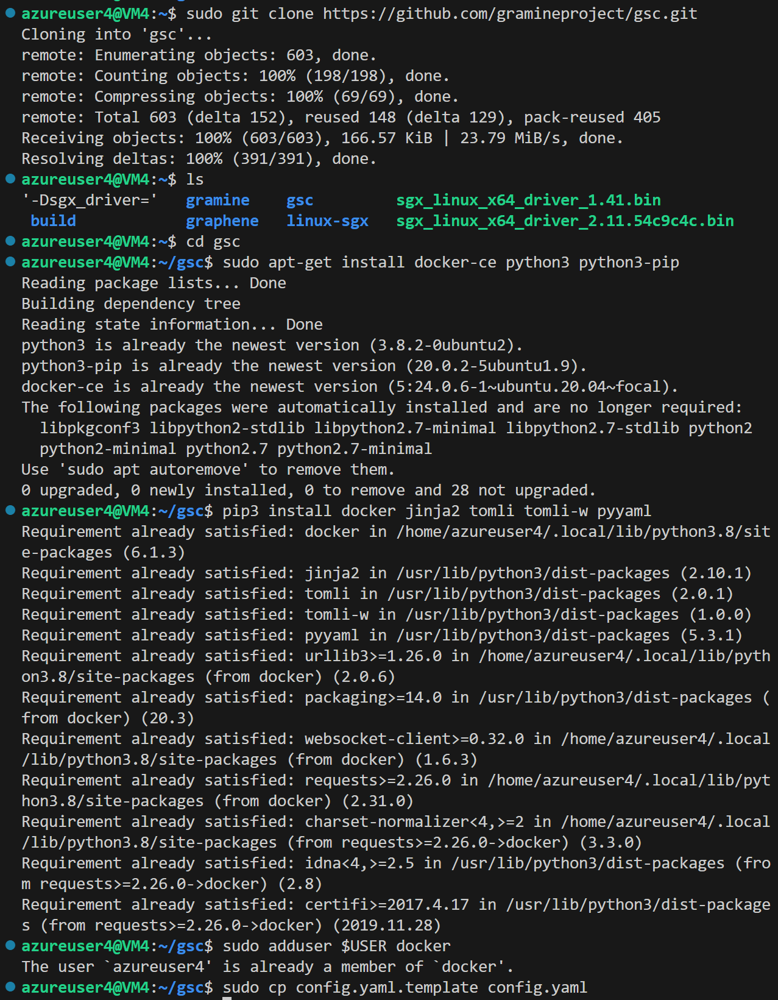 azureuser4@VM4:~$ sudo git clone https://github.com/gramineproject/gsc.git
Cloning into 'gsc'...
remote: Enumerating objects: 603, done.
remote: Counting objects: 100% (198/198), done.
remote: Compressing objects: 100% (69/69), done.
remote: Total 603 (delta 152), reused 148 (delta 129), pack-reused 405
Receiving objects: 100% (603/603), 166.57 KiB | 23.79 MiB/s, done.
Resolving deltas: 100% (391/391), done.
azureuser4@VM4:~$ ls
'-Dsgx_driver='   gramine    gsc         sgx_linux_x64_driver_1.41.bin
 build            graphene   linux-sgx   sgx_linux_x64_driver_2.11.54c9c4c.bin
azureuser4@VM4:~$ cd gsc
azureuser4@VM4:~/gsc$ sudo apt-get install docker-ce python3 python3-pip
Reading package lists... Done
Building dependency tree
Reading state information... Done
python3 is already the newest version (3.8.2-0ubuntu2).
python3-pip is already the newest version (20.0.2-5ubuntu1.9).
docker-ce is already the newest version (5:24.0.6-1~ubuntu.20.04~focal).
The following packages were automatically installed and are no longer required:
  libpkgconf3 libpython2-stdlib libpython2.7-minimal libpython2.7-stdlib python2
  python2-minimal python2.7 python2.7-minimal
Use 'sudo apt autoremove' to remove them.
0 upgraded, 0 newly installed, 0 to remove and 28 not upgraded.
azureuser4@VM4:~/gsc$ pip3 install docker jinja2 tomli tomli-w pyyaml
Requirement already satisfied: docker in /home/azureuser4/.local/lib/python3.8/sit
e-packages (6.1.3)
Requirement already satisfied: jinja2 in /usr/lib/python3/dist-packages (2.10.1)
Requirement already satisfied: tomli in /usr/lib/python3/dist-packages (2.0.1)
Requirement already satisfied: tomli-w in /usr/lib/python3/dist-packages (1.0.0)
Requirement already satisfied: pyyaml in /usr/lib/python3/dist-packages (5.3.1)
Requirement already satisfied: urllib3>=1.26.0 in /home/azureuser4/.local/lib/pyth
on3.8/site-packages (from docker) (2.0.6)
Requirement already satisfied: packaging>=14.0 in /usr/lib/python3/dist-packages (
from docker) (20.3)
Requirement already satisfied: websocket-client>=0.32.0 in /home/azureuser4/.local
/lib/python3.8/site-packages (from docker) (1.6.3)
Requirement already satisfied: requests>=2.26.0 in /home/azureuser4/.local/lib/pyt
hon3.8/site-packages (from docker) (2.31.0)
Requirement already satisfied: charset-normalizer<4,>=2 in /home/azureuser4/.local
/lib/python3.8/site-packages (from requests>=2.26.0->docker) (3.3.0)
Requirement already satisfied: idna<4,>=2.5 in /usr/lib/python3/dist-packages (fro
m requests>=2.26.0->docker) (2.8)
Requirement already satisfied: certifi>=2017.4.17 in /usr/lib/python3/dist-package
s (from requests>=2.26.0->docker) (2019.11.28)
azureuser4@VM4:~/gsc$ sudo adduser $USER docker
The user `azureuser4' is already a member of `docker'.
azureuser4@VM4:~/gsc$ sudo cp config.yaml.template config.yaml